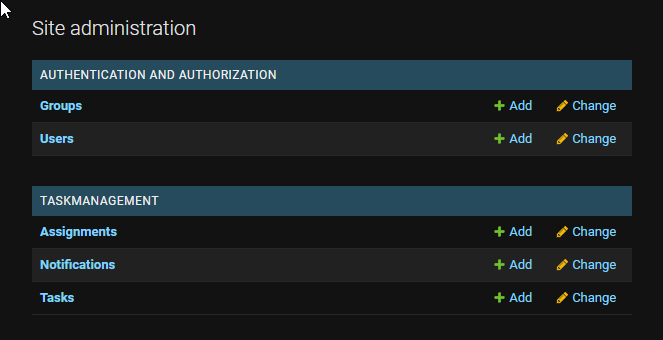 Site administration
AUTHENTICATION AND AUTHORIZATION
Groups Add Change
Users Add Change
TASKMANAGEMENT
Assignments Add Change
Notifications Add Change
Tasks Add Change